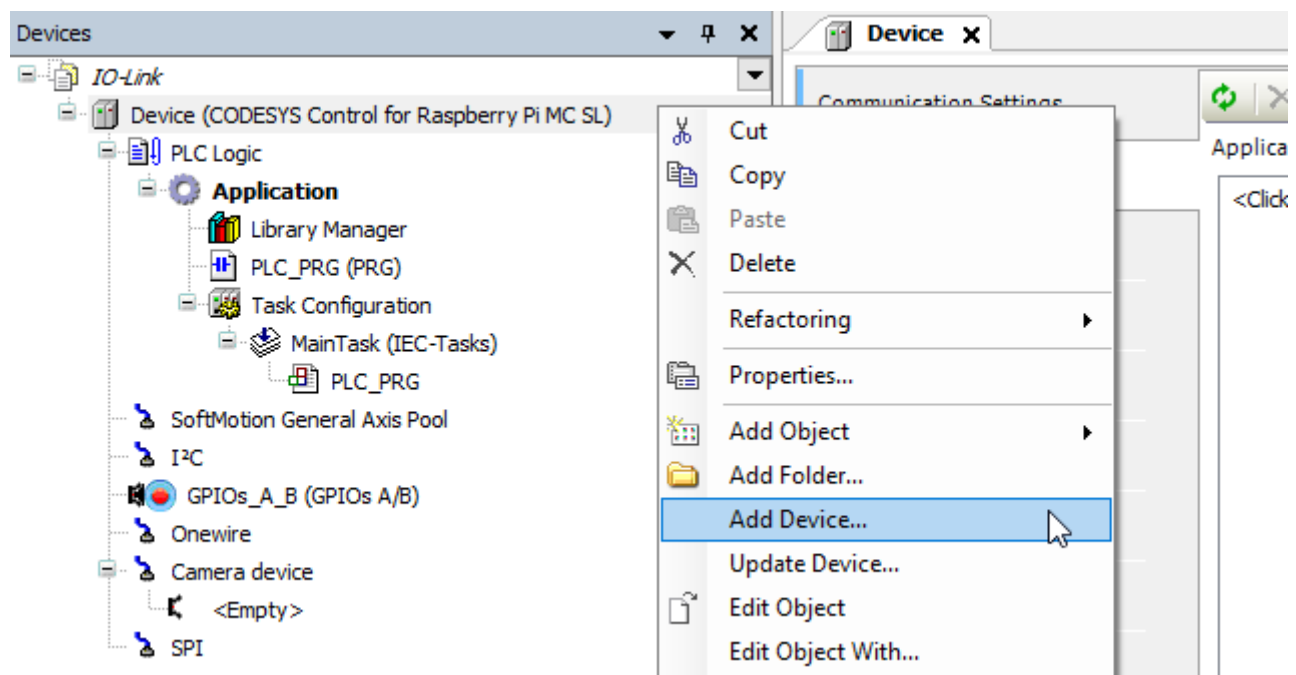 Devices
IO-Link
Device (CODESYS Control for Raspberry Pi MC SL)
PLC Logic
Application
Library Manager
PLC_PRG (PRG)
Task Configuration
MainTask (IEC-Tasks)
PLC_PRG
SoftMotion General Axis Pool
I²C
GPIOs_A_B (GPIOs A/B)
Onewire
Camera device
<Empty>
SPI
Device
Communication Settings
Cut
Copy
Paste
Delete
Refactoring
Properties...
Add Object
Add Folder...
Add Device...
Update Device...
Edit Object
Edit Object With...
Applica
<Click